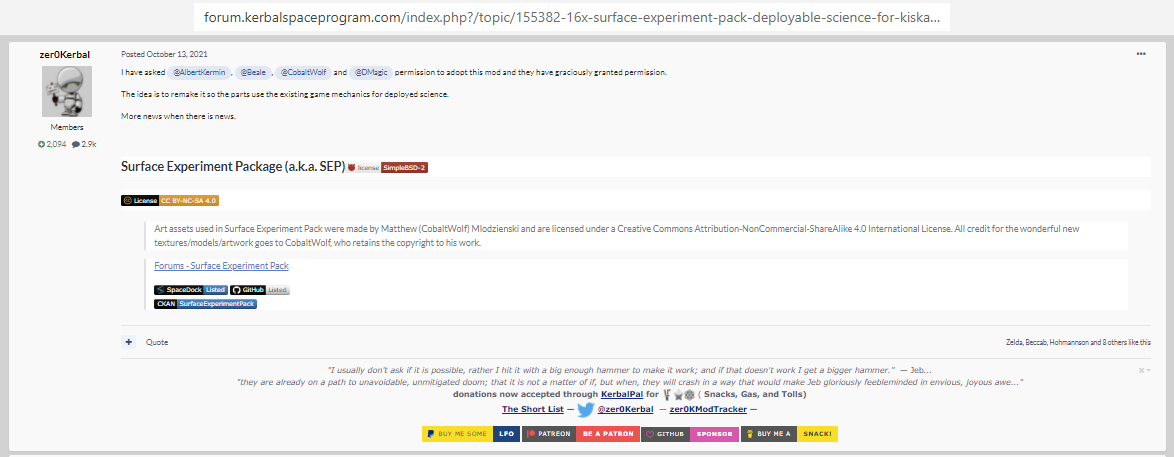 forum.kerbalspaceprogram.com/index.php?/topic/155382-16x-surface-experiment-pack-deployable-science-for-kiska...
zer0Kerbal
Posted October 13, 2021
I have asked @AlbertKermin , @Beale , @CobaltWolf and @DMagic permission to adopt this mod and they have graciously granted permission.
The idea is to remake it so the parts use the existing game mechanics for deployed science.
More news when there is news.
Members
2,094 2.9k
Surface Experiment Package (a.k.a. SEP) license SimpleBSD-2
License CC BY-NC-SA 4.0
Art assets used in Surface Experiment Pack were made by Matthew (CobaltWolf) Mlodzienski and are licensed under a Creative Commons Attribution-NonCommercial-ShareAlike 4.0 International License. All credit for the wonderful new
textures/models/artwork goes to CobaltWolf, who retains the copyright to his work.
Forums - Surface Experiment Pack
SpaceDock Listed GitHub Listed
CKAN SurfaceExperimentPack
+ Quote
Zelda, Beccab, Hohmannson and 8 others like this
"I usually don't ask if it is possible, rather I hit it with a big enough hammer to make it work; and if that doesn't work I get a bigger hammer." — Jeb...
"they are already on a path to unavoidable, unmitigated doom; that it is not a matter of if, but when, they will crash in a way that would make Jeb gloriously feebleminded in envious, joyous awe..."
donations now accepted through KerbalPal for ( Snacks, Gas, and Tolls)
The Short List — @zer0Kerbal — zer0KModTracker —
BUY ME SOME LFO PATREON BE A PATRON GITHUB SPONSOR BUY ME A SNACK!